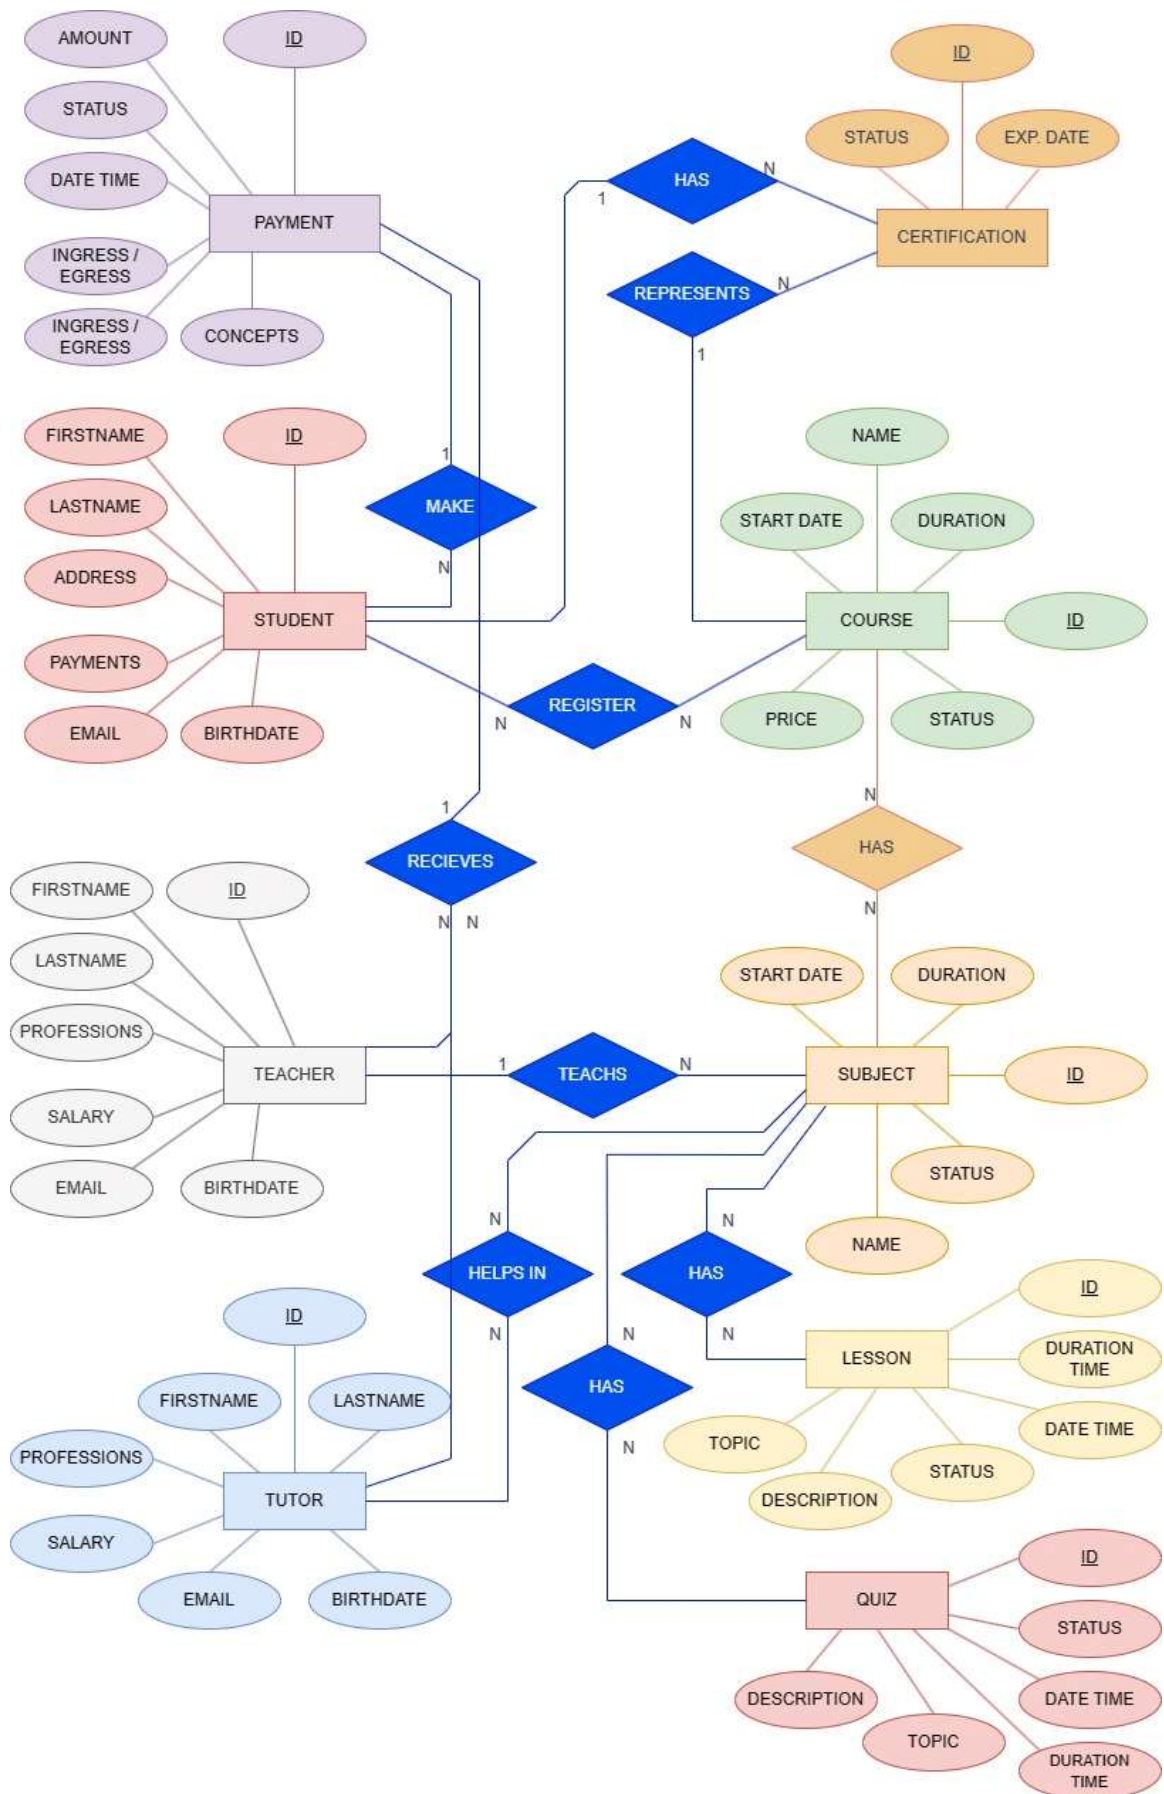 AMOUNT
ID
STATUS
DATE TIME
INGRESS /
EGRESS
INGRESS /
EGRESS
CONCEPTS
PAYMENT
ID
STATUS
EXP. DATE
CERTIFICATION
HAS
1
N
REPRESENTS
N
1
FIRSTNAME
ID
LASTNAME
ADDRESS
PAYMENTS
EMAIL
BIRTHDATE
STUDENT
1
MAKE
N
NAME
START DATE
DURATION
COURSE
ID
PRICE
STATUS
REGISTER
N
N
1
RECIEVES
N
N
N
HAS
N
FIRSTNAME
ID
LASTNAME
PROFESSIONS
SALARY
EMAIL
BIRTHDATE
TEACHER
1
TEACHS
N
START DATE
DURATION
SUBJECT
ID
STATUS
NAME
N
HELPS IN
N
N
HAS
N
N
HAS
N
ID
FIRSTNAME
LASTNAME
PROFESSIONS
SALARY
EMAIL
BIRTHDATE
TUTOR
LESSON
ID
DURATION
TIME
DATE TIME
STATUS
TOPIC
DESCRIPTION
QUIZ
ID
STATUS
DATE TIME
DURATION
TIME
DESCRIPTION
TOPIC